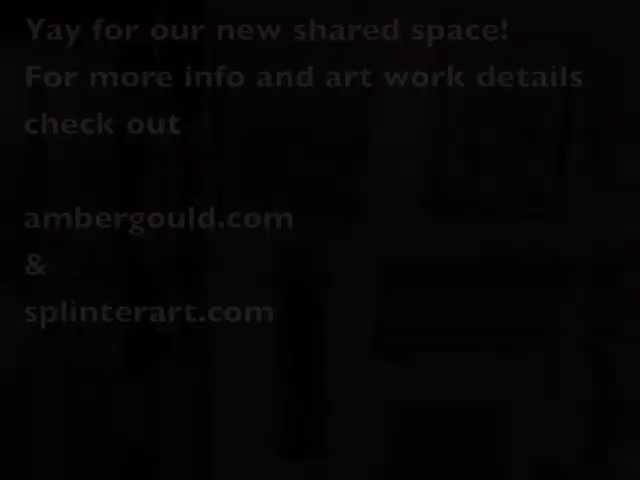 Yay for our new shared space!
For more info and art work details
check out
ambergould.com
&
splinterart.com